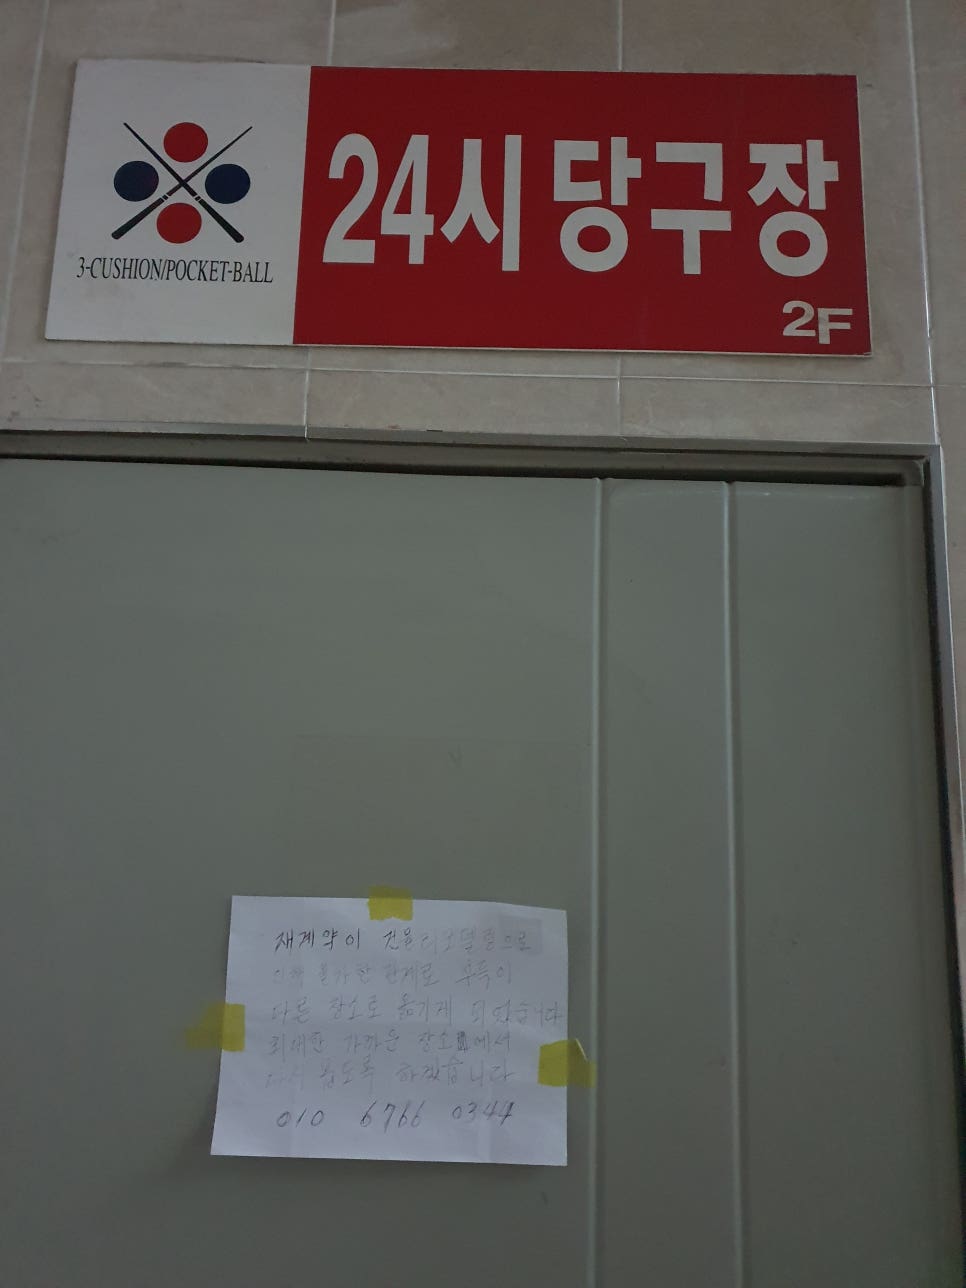 3-CUSHION/POCKET-BALL
24시 당구장
2F
재계약이 건물 리모델링으로
인해 불가한 관계로 부득이
다른 장소로 옮기게 되었습니다
최대한 가까운 장소에서
다시 뵙도록 하겠습니다
010 6766 0344